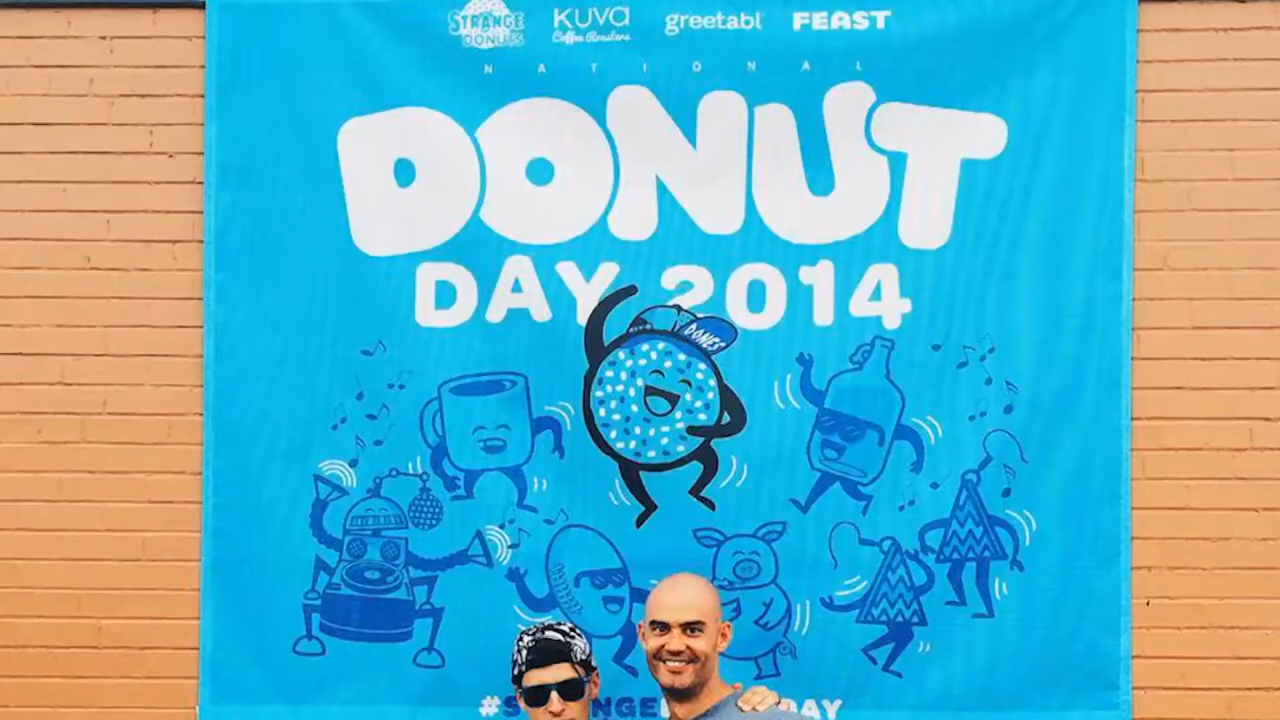 STRANGE DONUTS
KUVA Coffee Roasters
greetabl
FEAST
NATIONAL
DONUT
DAY 2014
DONES